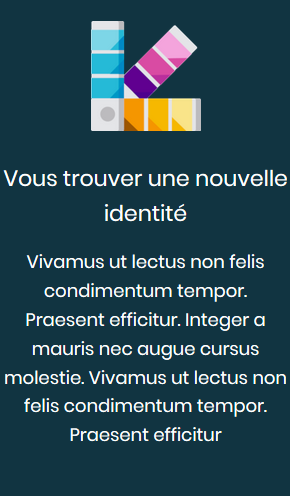 Vous trouver une nouvelle
identité
Vivamus ut lectus non felis
condimentum tempor.
Praesent efficitur. Integer a
mauris nec augue cursus
molestie. Vivamus ut lectus non
felis condimentum tempor.
Praesent efficitur